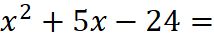 x² + 5x − 24 =